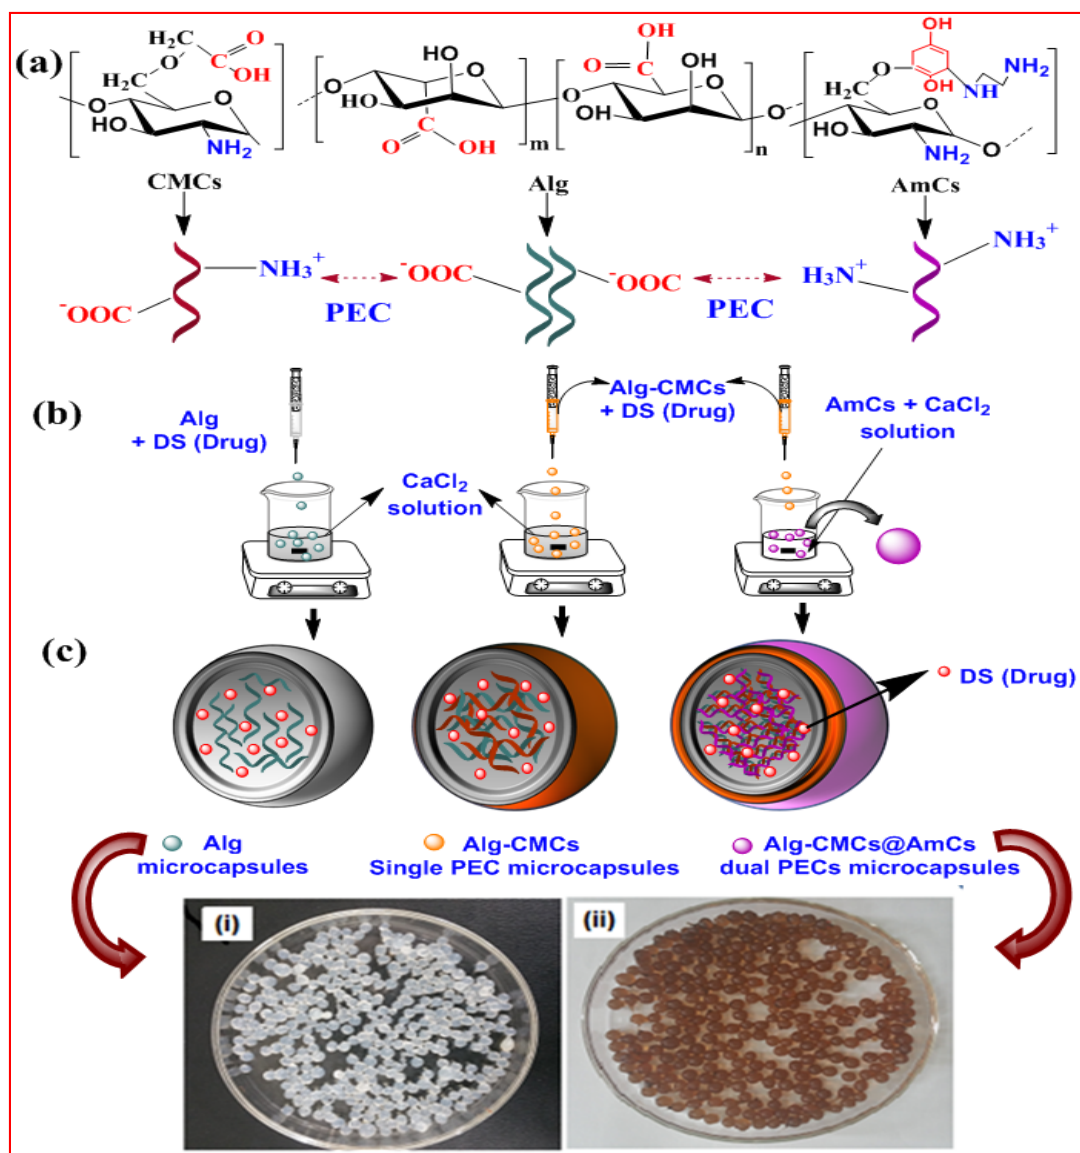 (a)
H₂C
O
C
O
OH
H₂C
O
O
HO
NH₂
CMCs
O
HO
OH
O
O
C
OH
m
Alg
O
OH
O
C
OH
O
HO
O
n
OH
O
H₂C
OH
NH
NH₂
O
HO
NH₂
O
AmCs
NH₃⁺
⁻OOC
PEC
⁻OOC
⁻OOC
PEC
H₃N⁺
NH₃⁺
(b)
Alg
+ DS (Drug)
CaCl₂
solution
Alg-CMCs
+ DS (Drug)
AmCs + CaCl₂
solution
(c)
DS (Drug)
Alg
microcapsules
Alg-CMCs
Single PEC microcapsules
Alg-CMCs@AmCs
dual PECs microcapsules
(i)
(ii)